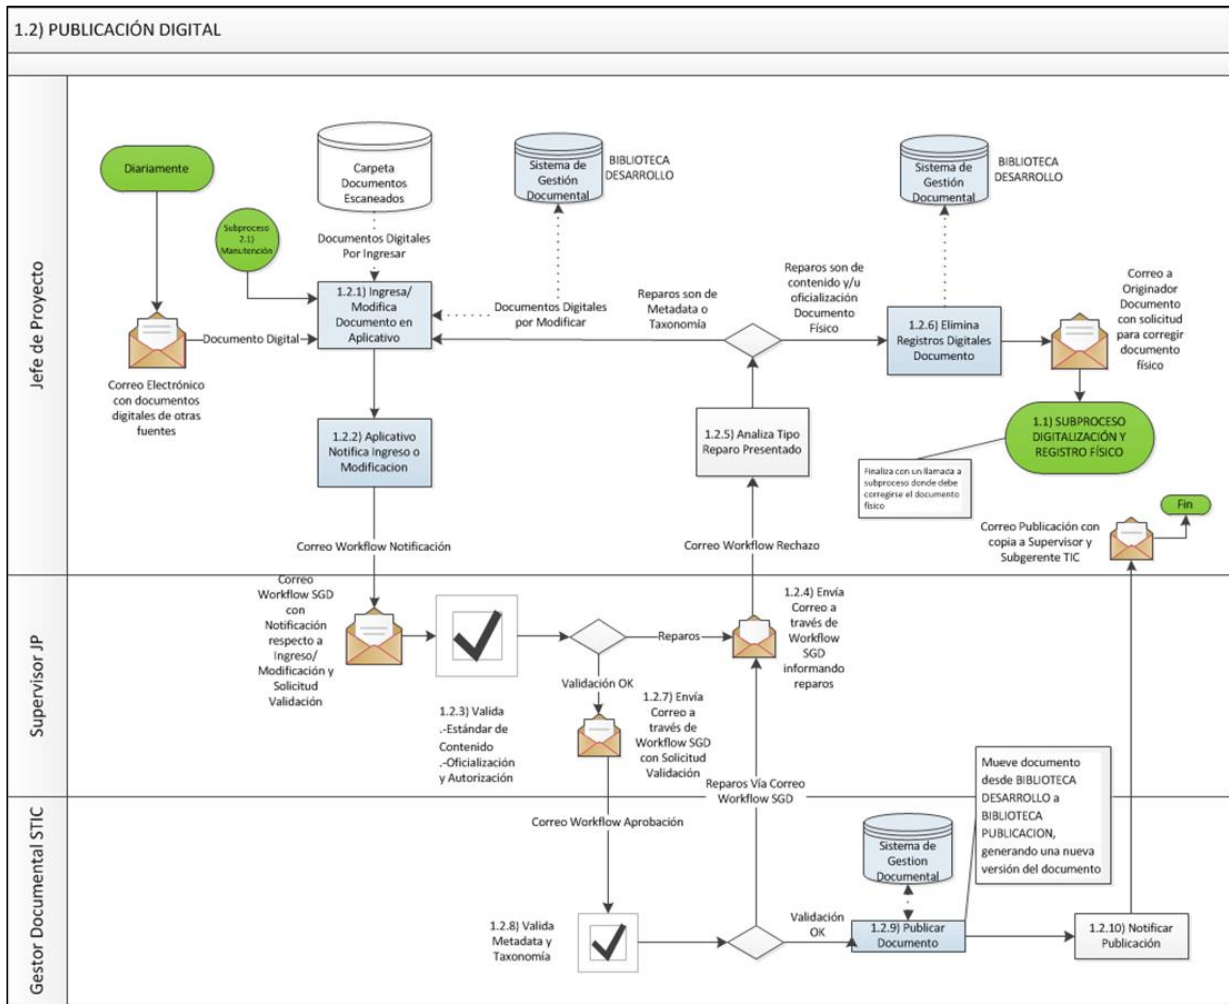 1.2) PUBLICACIÓN DIGITAL
Jefe de Proyecto
Diariamente
Subproceso
2.1)
Manutención
Correo Electrónico
con documentos
digitales de otras
fuentes
Documento Digital
Carpeta
Documentos
Escaneados
Documentos Digitales
Por Ingresar
1.2.1) Ingresa/
Modifica
Documento en
Aplicativo
Sistema de
Gestión
Documental
BIBLIOTECA
DESARROLLO
Documentos Digitales
por Modificar
1.2.2) Aplicativo
Notifica Ingreso o
Modificacion
Correo Workflow Notificación
Reparos son de
Metadata o
Taxonomía
Reparos son de
contenido y/u
oficialización
Documento
Físico
1.2.5) Analiza Tipo
Reparo Presentado
Correo Workflow Rechazo
Sistema de
Gestión
Documental
BIBLIOTECA
DESARROLLO
1.2.6) Elimina
Registros Digitales
Documento
Correo a
Originador
Documento
con solicitud
para corregir
documento
físico
1.1) SUBPROCESO
DIGITALIZACIÓN Y
REGISTRO FÍSICO
Finaliza con un llamada a
subproceso donde debe
corregirse el documento
físico
Fin
Correo Publicación con
copia a Supervisor y
Subgerente TIC
Supervisor JP
Correo
Workflow SGD
con
Notificación
respecto a
Ingreso/
Modificación y
Solicitud
Validación
1.2.3) Valida
.-Estándar de
Contenido
.-Oficialización
y Autorización
Reparos
Validación OK
1.2.7) Envía
Correo a
través de
Workflow SGD
con Solicitud
Validación
1.2.4) Envía
Correo a
través de
Workflow
SGD
informando
reparos
Reparos Vía Correo
Workflow SGD
Gestor Documental STIC
Correo Workflow Aprobación
1.2.8) Valida
Metadata y
Taxonomía
Validación
OK
Sistema de
Gestion
Documental
1.2.9) Publicar
Documento
Mueve documento
desde BIBLIOTECA
DESARROLLO a
BIBLIOTECA
PUBLICACION,
generando una nueva
versión del documento
1.2.10) Notificar
Publicación